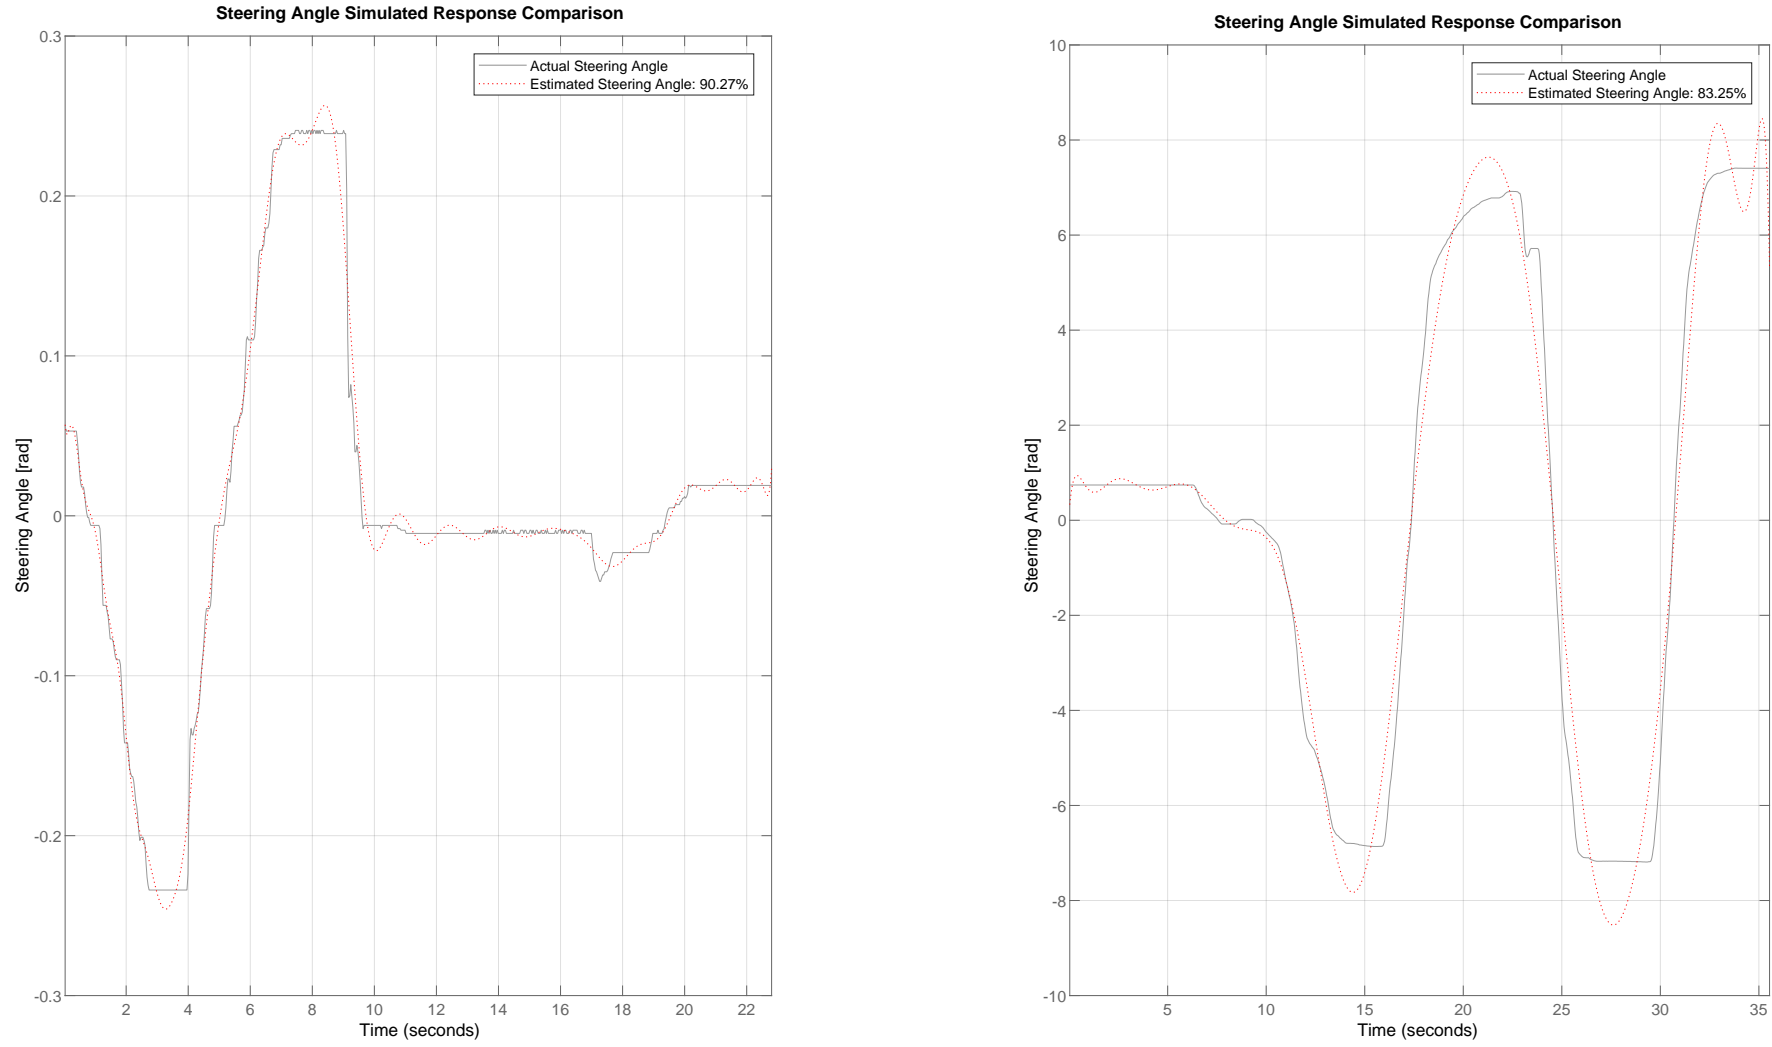 Steering Angle Simulated Response Comparison
0.3
0.2
0.1
0
-0.1
-0.2
-0.3
Steering Angle [rad]
Actual Steering Angle
Estimated Steering Angle: 90.27%
2 4 6 8 10 12 14 16 18 20 22
Time (seconds)
Steering Angle Simulated Response Comparison
10
8
6
4
2
0
-2
-4
-6
-8
-10
Steering Angle [rad]
Actual Steering Angle
Estimated Steering Angle: 83.25%
5 10 15 20 25 30 35
Time (seconds)